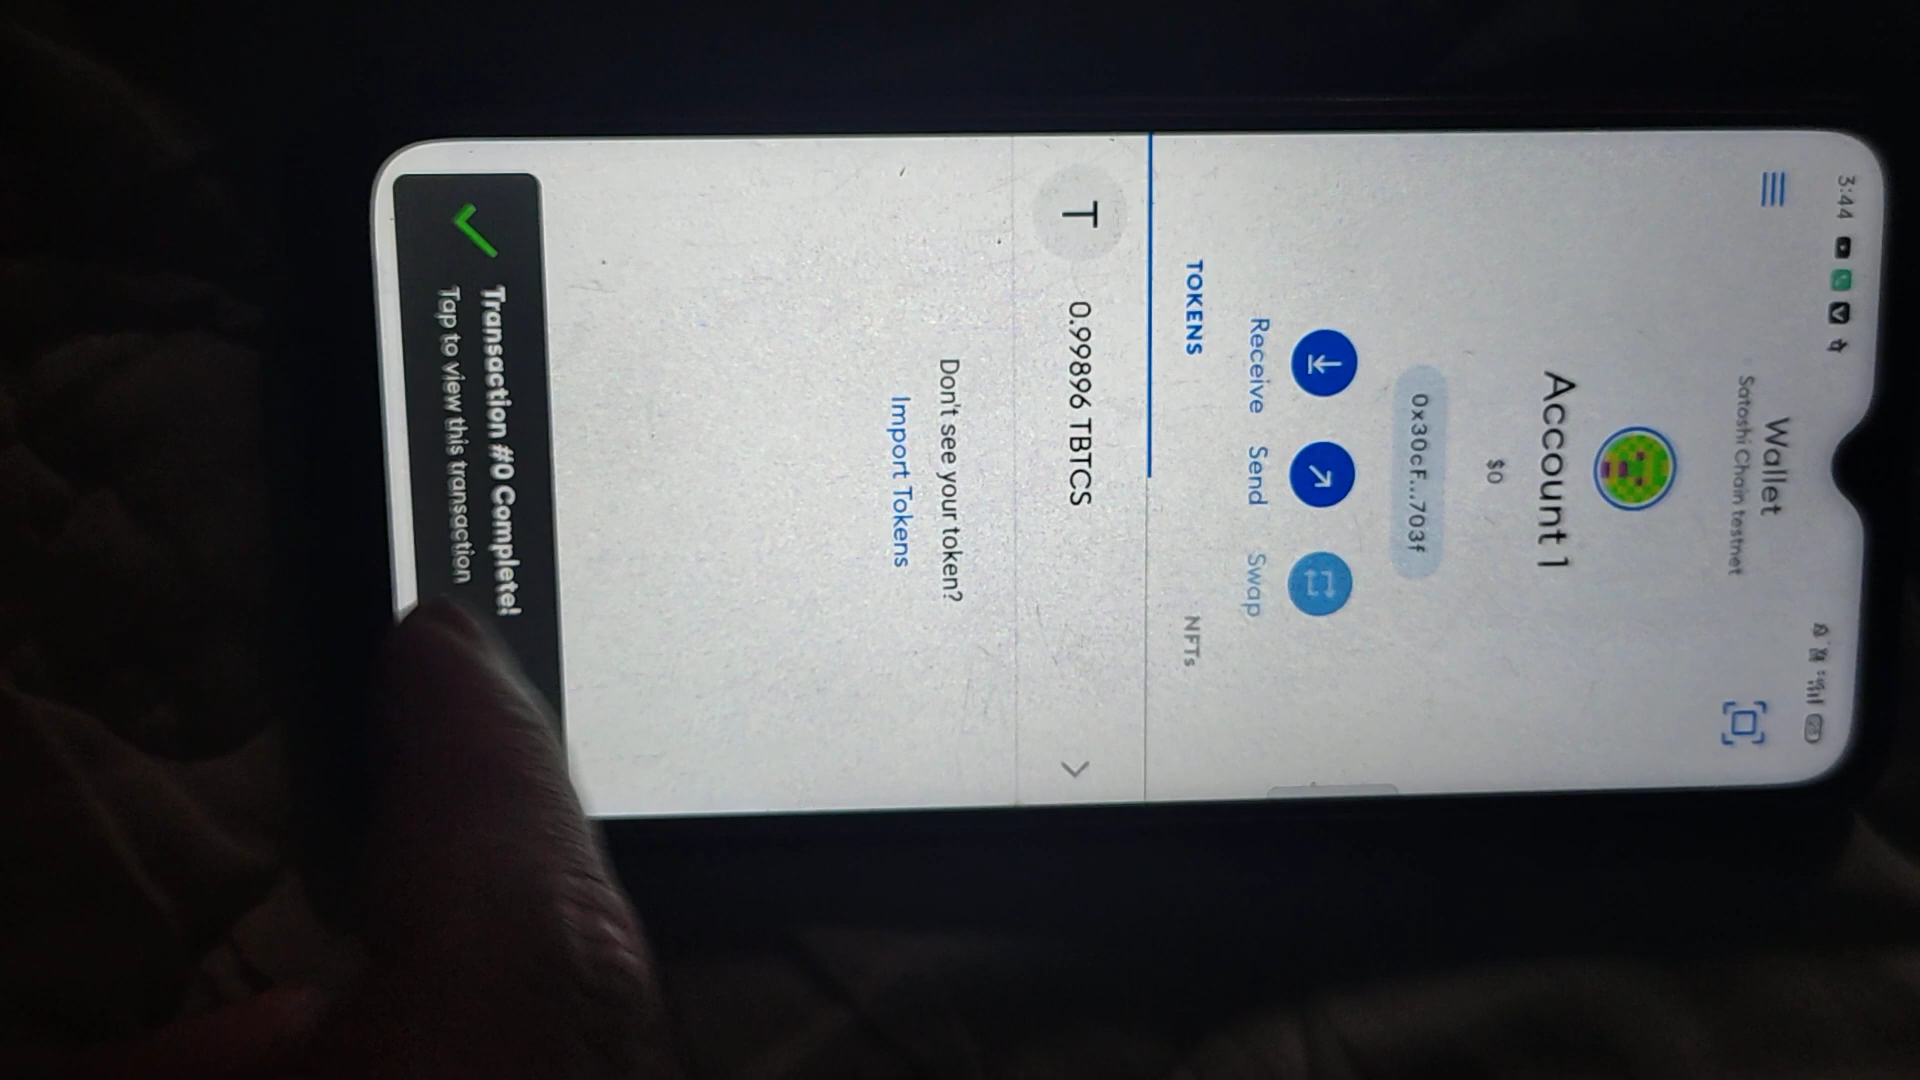 3:44
Wallet
Satoshi Chain testnet
Account 1
$0
0x30cF...703f
Receive
Send
Swap
TOKENS
NFTs
T
0.999896 TBTCS
Don't see your token?
Import Tokens
Transaction #0 Complete!
Tap to view this transaction